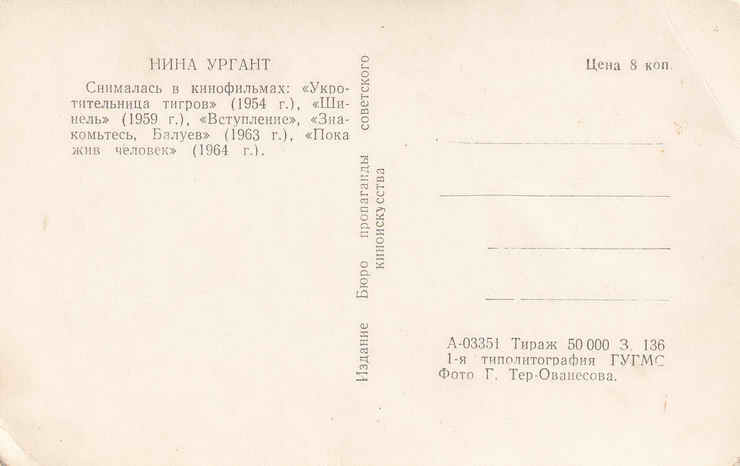 НИНА УРГАНТ
Снималась в кинофильмах: «Укро-
тительница тигров» (1954 г.), «Ши-
нель» (1959 г.), «Вступление», «Зна-
комьтесь, Балуев» (1963 г.), «Пока
жив человек» (1964 г.).
Издание Бюро пропаганды советского
киноискусства
Цена 8 коп.
А-03351 Тираж 50 000 З. 136
1-я типолитография ГУГМС
Фото Г. Тер-Ованесова.